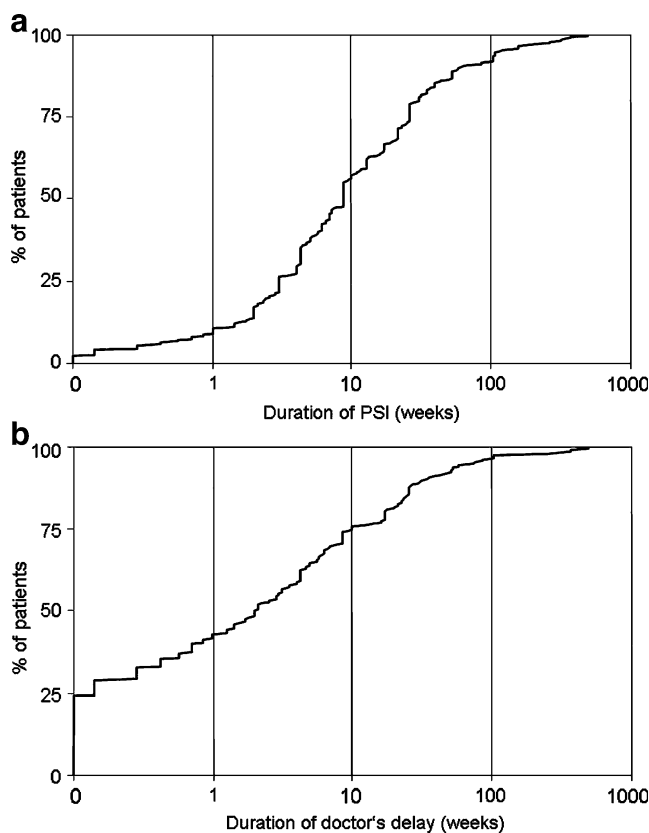 a
100
75
50
25
0
% of patients
0 1 10 100 1000
Duration of PSI (weeks)
b
100
75
50
25
0
% of patients
0 1 10 100 1000
Duration of doctor's delay (weeks)